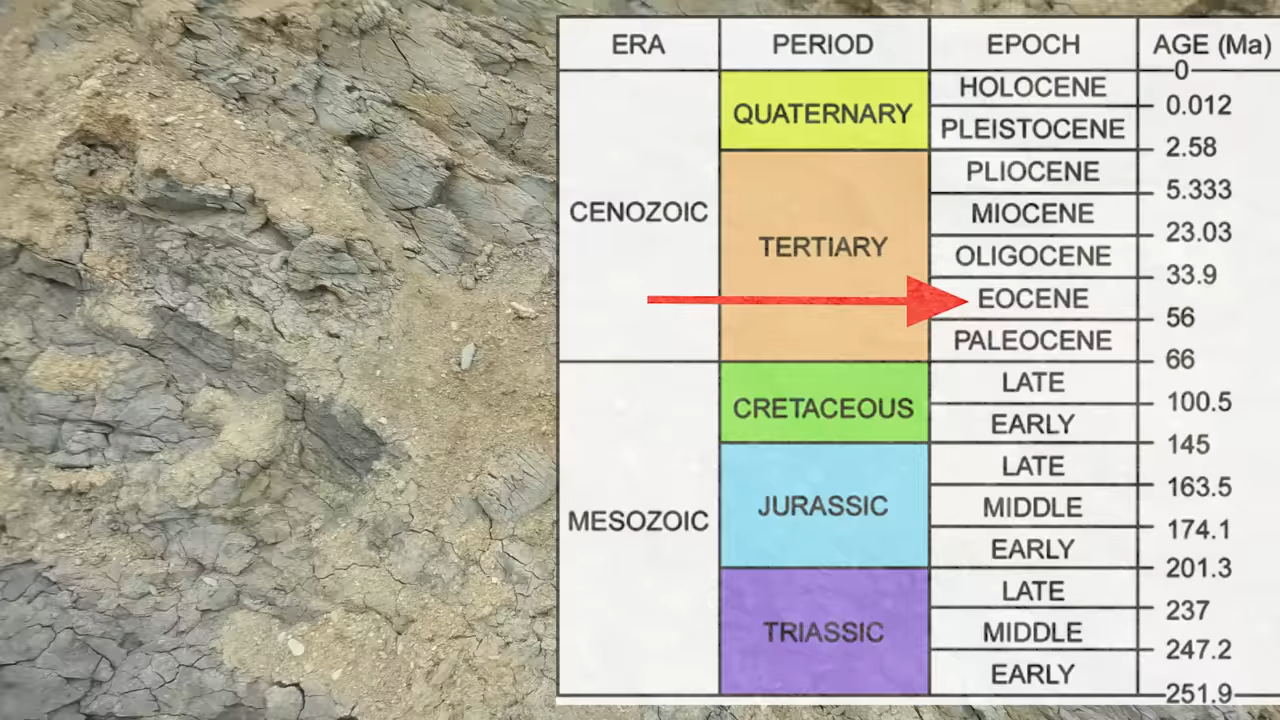 ERA PERIOD EPOCH AGE (Ma)
0
HOLOCENE
QUATERNARY 0.012
PLEISTOCENE
2.58
PLIOCENE
5.333
CENOZOIC MIOCENE
23.03
TERTIARY OLIGOCENE
33.9
EOCENE
56
PALEOCENE
66
LATE
CRETACEOUS 100.5
EARLY
145
LATE
163.5
MESOZOIC JURASSIC MIDDLE
174.1
EARLY
201.3
LATE
237
TRIASSIC MIDDLE
247.2
EARLY
251.9